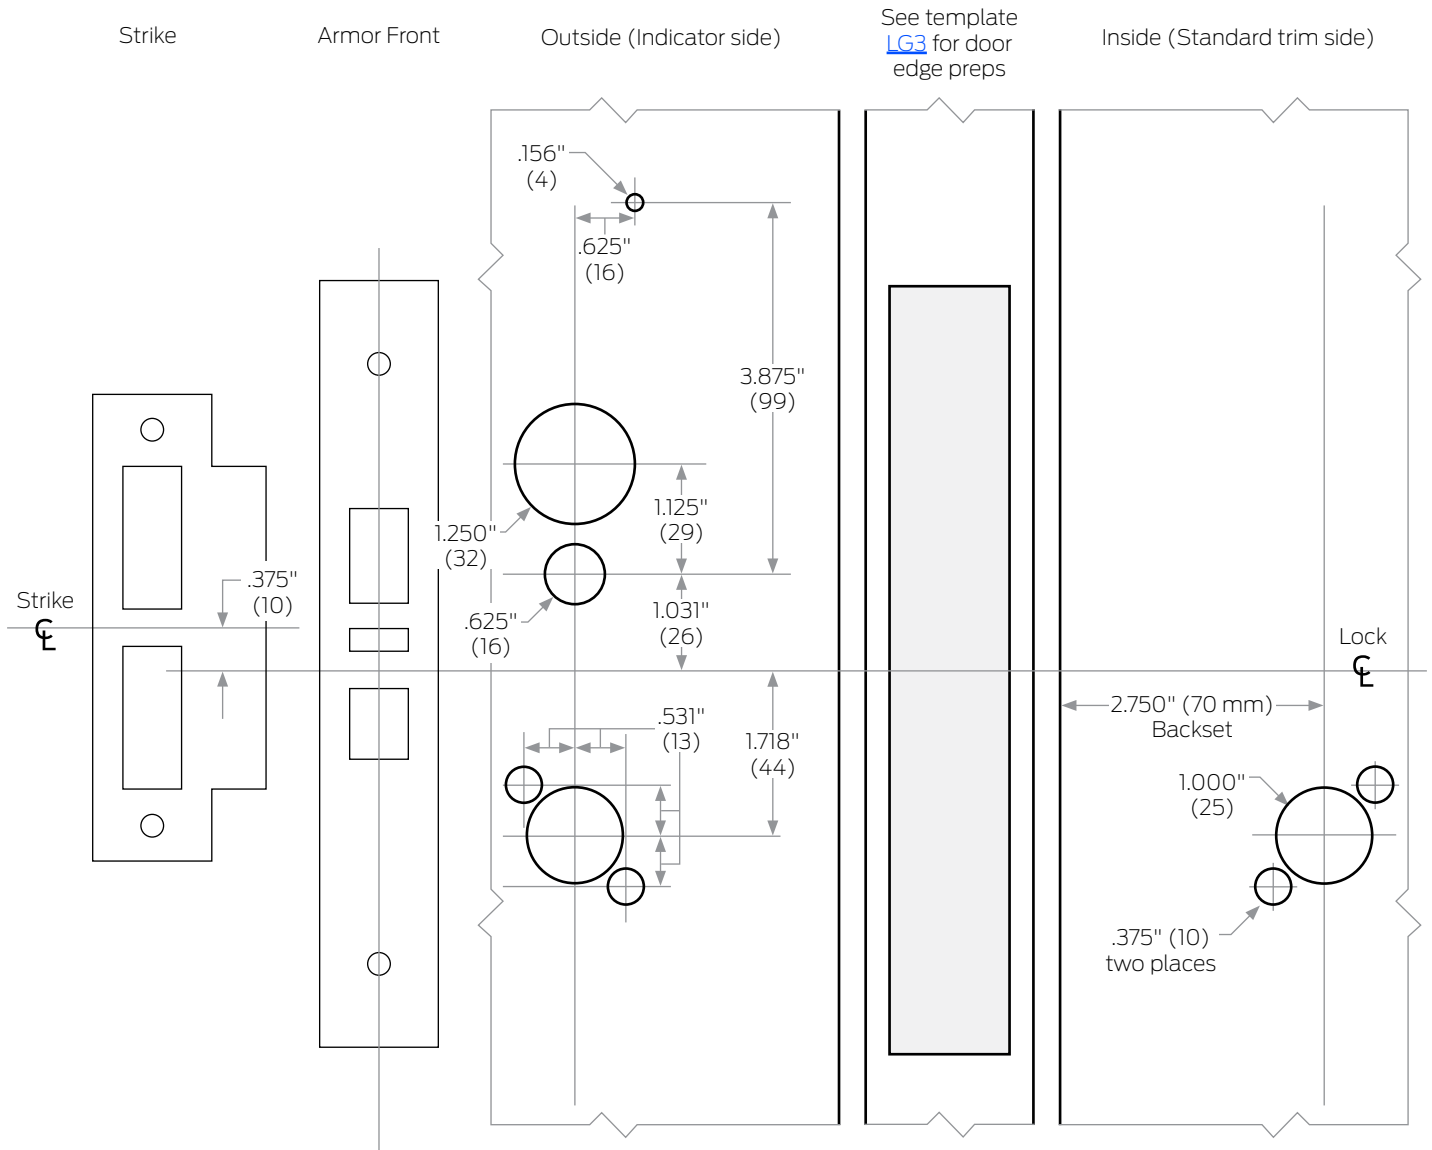 Strike
Armor Front
Outside (Indicator side)
See template
LG3 for door
edge preps
Inside (Standard trim side)
.156"
(4)
.625"
(16)
3.875"
(99)
1.250"
(32)
1.125"
(29)
.375"
(10)
Strike
℄
.625"
(16)
1.031"
(26)
Lock
℄
2.750" (70 mm)
Backset
.531"
(13)
1.718"
(44)
1.000"
(25)
.375" (10)
two places